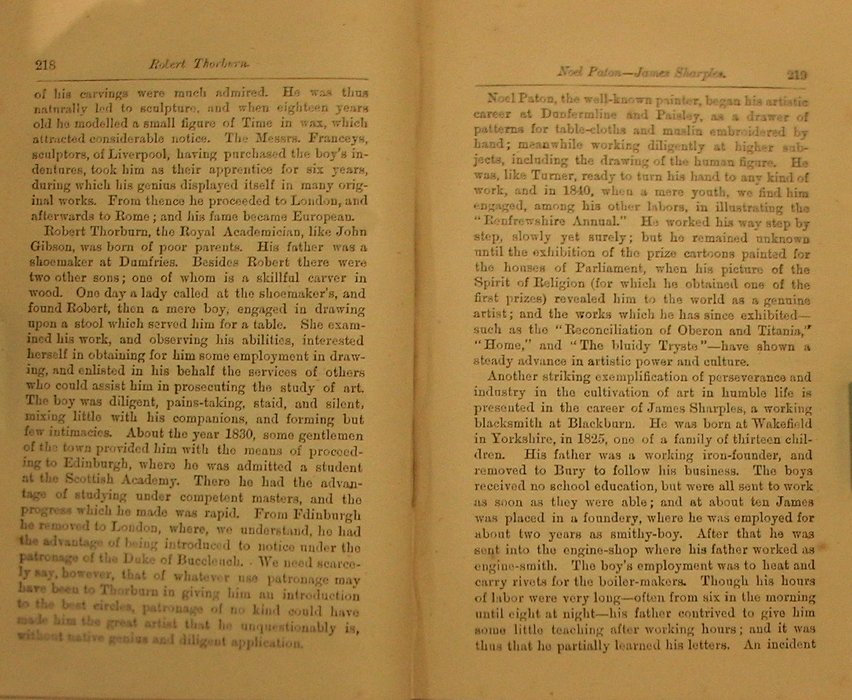 218 Robert Thorburn.
of his carvings were much admired. He was thus
naturally led to sculpture, and when eighteen years
old he modelled a small figure of Time in wax, which
attracted considerable notice. The Messrs. Franceys,
sculptors, of Liverpool, having purchased the boy's in-
dentures, took him as their apprentice for six years,
during which his genius displayed itself in many orig-
inal works. From thence he proceeded to London, and
afterwards to Rome; and his fame became European.
Robert Thorburn, the Royal Academician, like John
Gibson, was born of poor parents. His father was a
shoemaker at Dumfries. Besides Robert there were
two other sons; one of whom is a skillful carver in
wood. One day a lady called at the shoemaker's, and
found Robert, then a mere boy, engaged in drawing
upon a stool which served him for a table. She exam-
ined his work, and observing his abilities, interested
herself in obtaining for him some employment in draw-
ing, and enlisted in his behalf the services of others
who could assist him in prosecuting the study of art.
The boy was diligent, pains-taking, staid, and silent,
mixing little with his companions, and forming but
few intimacies. About the year 1830, some gentlemen
of the town provided him with the means of proceed-
ing to Edinburgh, where he was admitted a student
at the Scottish Academy. There he had the advan-
tage of studying under competent masters, and the
progress which he made was rapid. From Edinburgh
he removed to London, where, we understand, he had
the advantage of being introduced to notice under the
patronage of the Duke of Buccleuch. We need scarce-
ly say, however, that of whatever use patronage may
have been to Thorburn in giving him an introduction
to the best circles, patronage of no kind could have
made him the great artist that he unquestionably is,
without native genius and diligent application.
Noel Paton—James Sharples. 219
Noel Paton, the well-known painter, began his artistic
career at Dunfermline and Paisley, as a drawer of
patterns for table-cloths and muslin embroidered by
hand; meanwhile working diligently at higher sub-
jects, including the drawing of the human figure. He
was, like Turner, ready to turn his hand to any kind of
work, and in 1840, when a mere youth, we find him
engaged, among his other labors, in illustrating the
"Renfrewshire Annual." He worked his way step by
step, slowly yet surely; but he remained unknown
until the exhibition of the prize cartoons painted for
the houses of Parliament, when his picture of the
Spirit of Religion (for which he obtained one of the
first prizes) revealed him to the world as a genuine
artist; and the works which he has since exhibited—
such as the "Reconciliation of Oberon and Titania,"
"Home," and "The bluidy Tryste"—have shown a
steady advance in artistic power and culture.
Another striking exemplification of perseverance and
industry in the cultivation of art in humble life is
presented in the career of James Sharples, a working
blacksmith at Blackburn. He was born at Wakefield
in Yorkshire, in 1825, one of a family of thirteen chil-
dren. His father was a working iron-founder, and
removed to Bury to follow his business. The boys
received no school education, but were all sent to work
as soon as they were able; and at about ten James
was placed in a foundery, where he was employed for
about two years as smithy-boy. After that he was
sent into the engine-shop where his father worked as
engine-smith. The boy's employment was to heat and
carry rivets for the boiler-makers. Though his hours
of labor were very long—often from six in the morning
until eight at night—his father contrived to give him
some little teaching after working hours; and it was
thus that he partially learned his letters. An incident